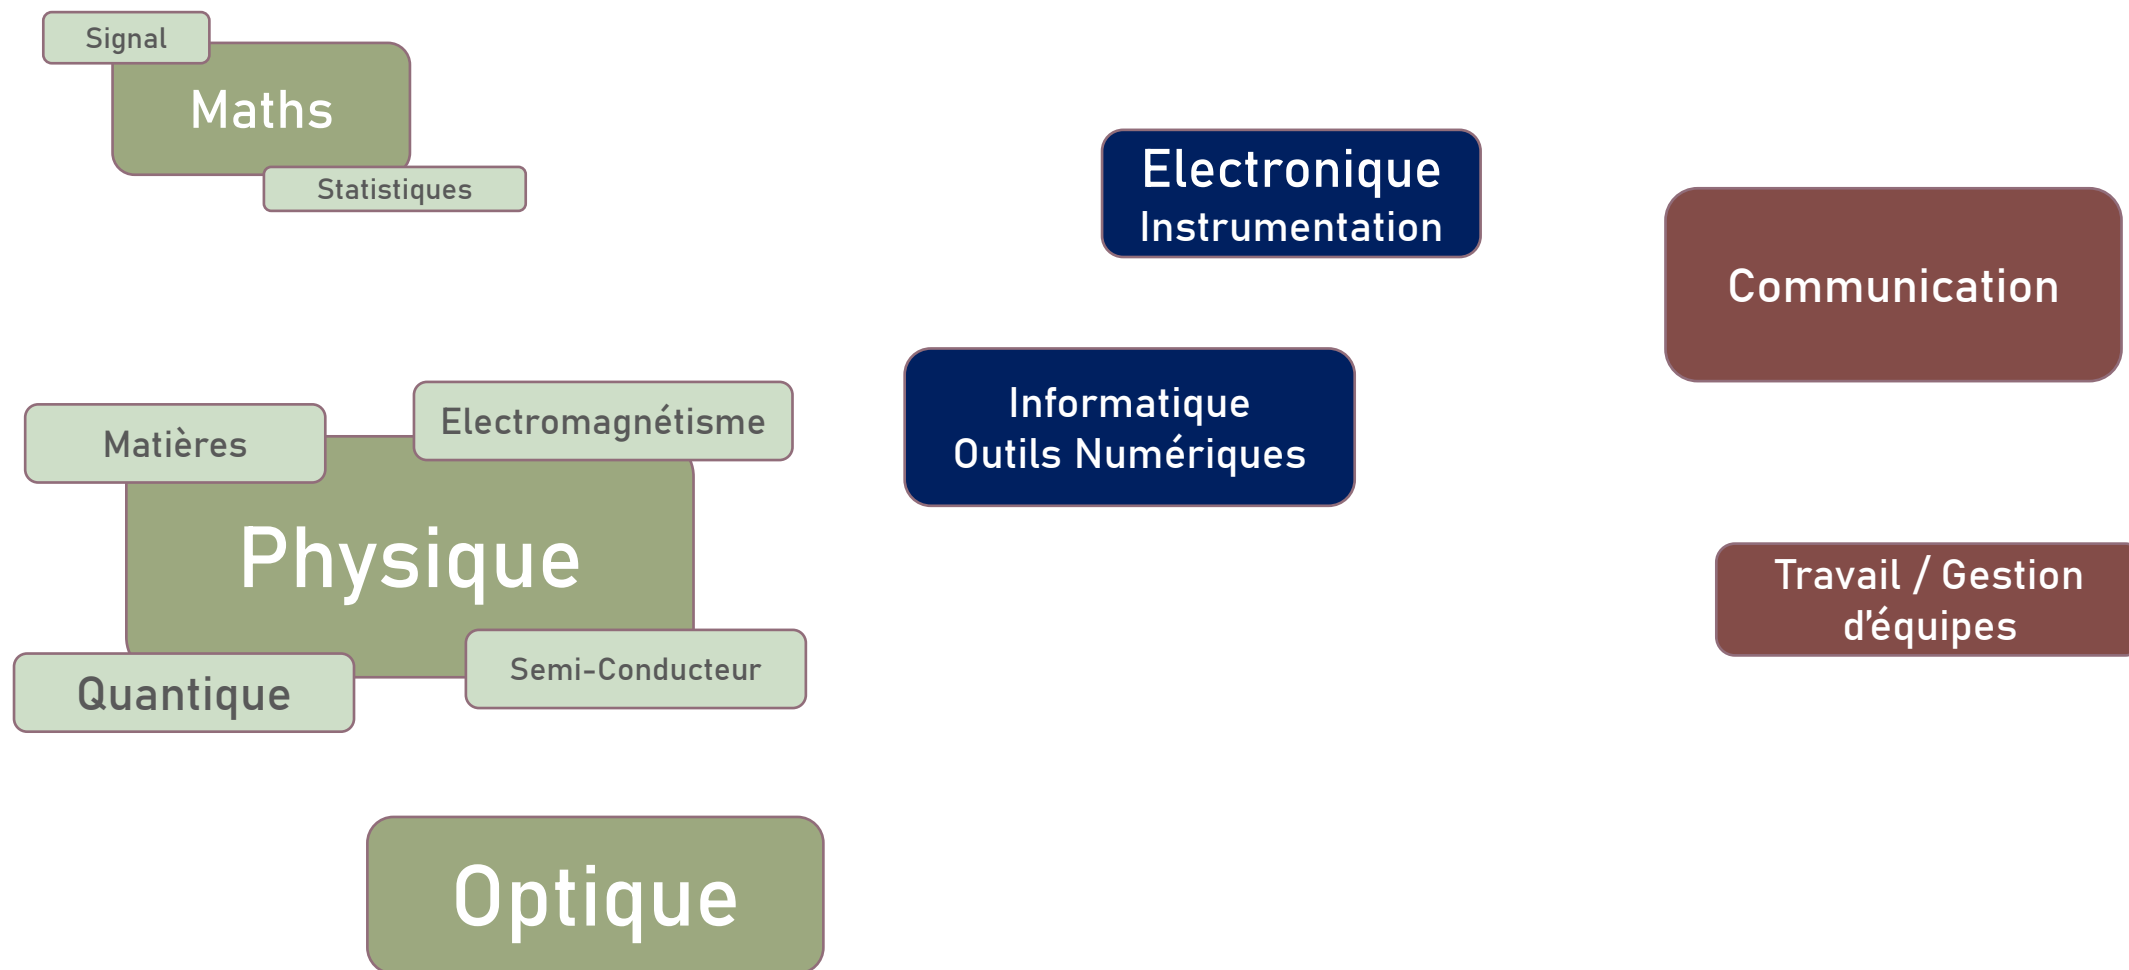 Signal
Maths
Statistiques
Electronique
Instrumentation
Communication
Informatique
Outils Numériques
Matières
Electromagnétisme
Physique
Quantique
Semi-Conducteur
Travail / Gestion
d'équipes
Optique